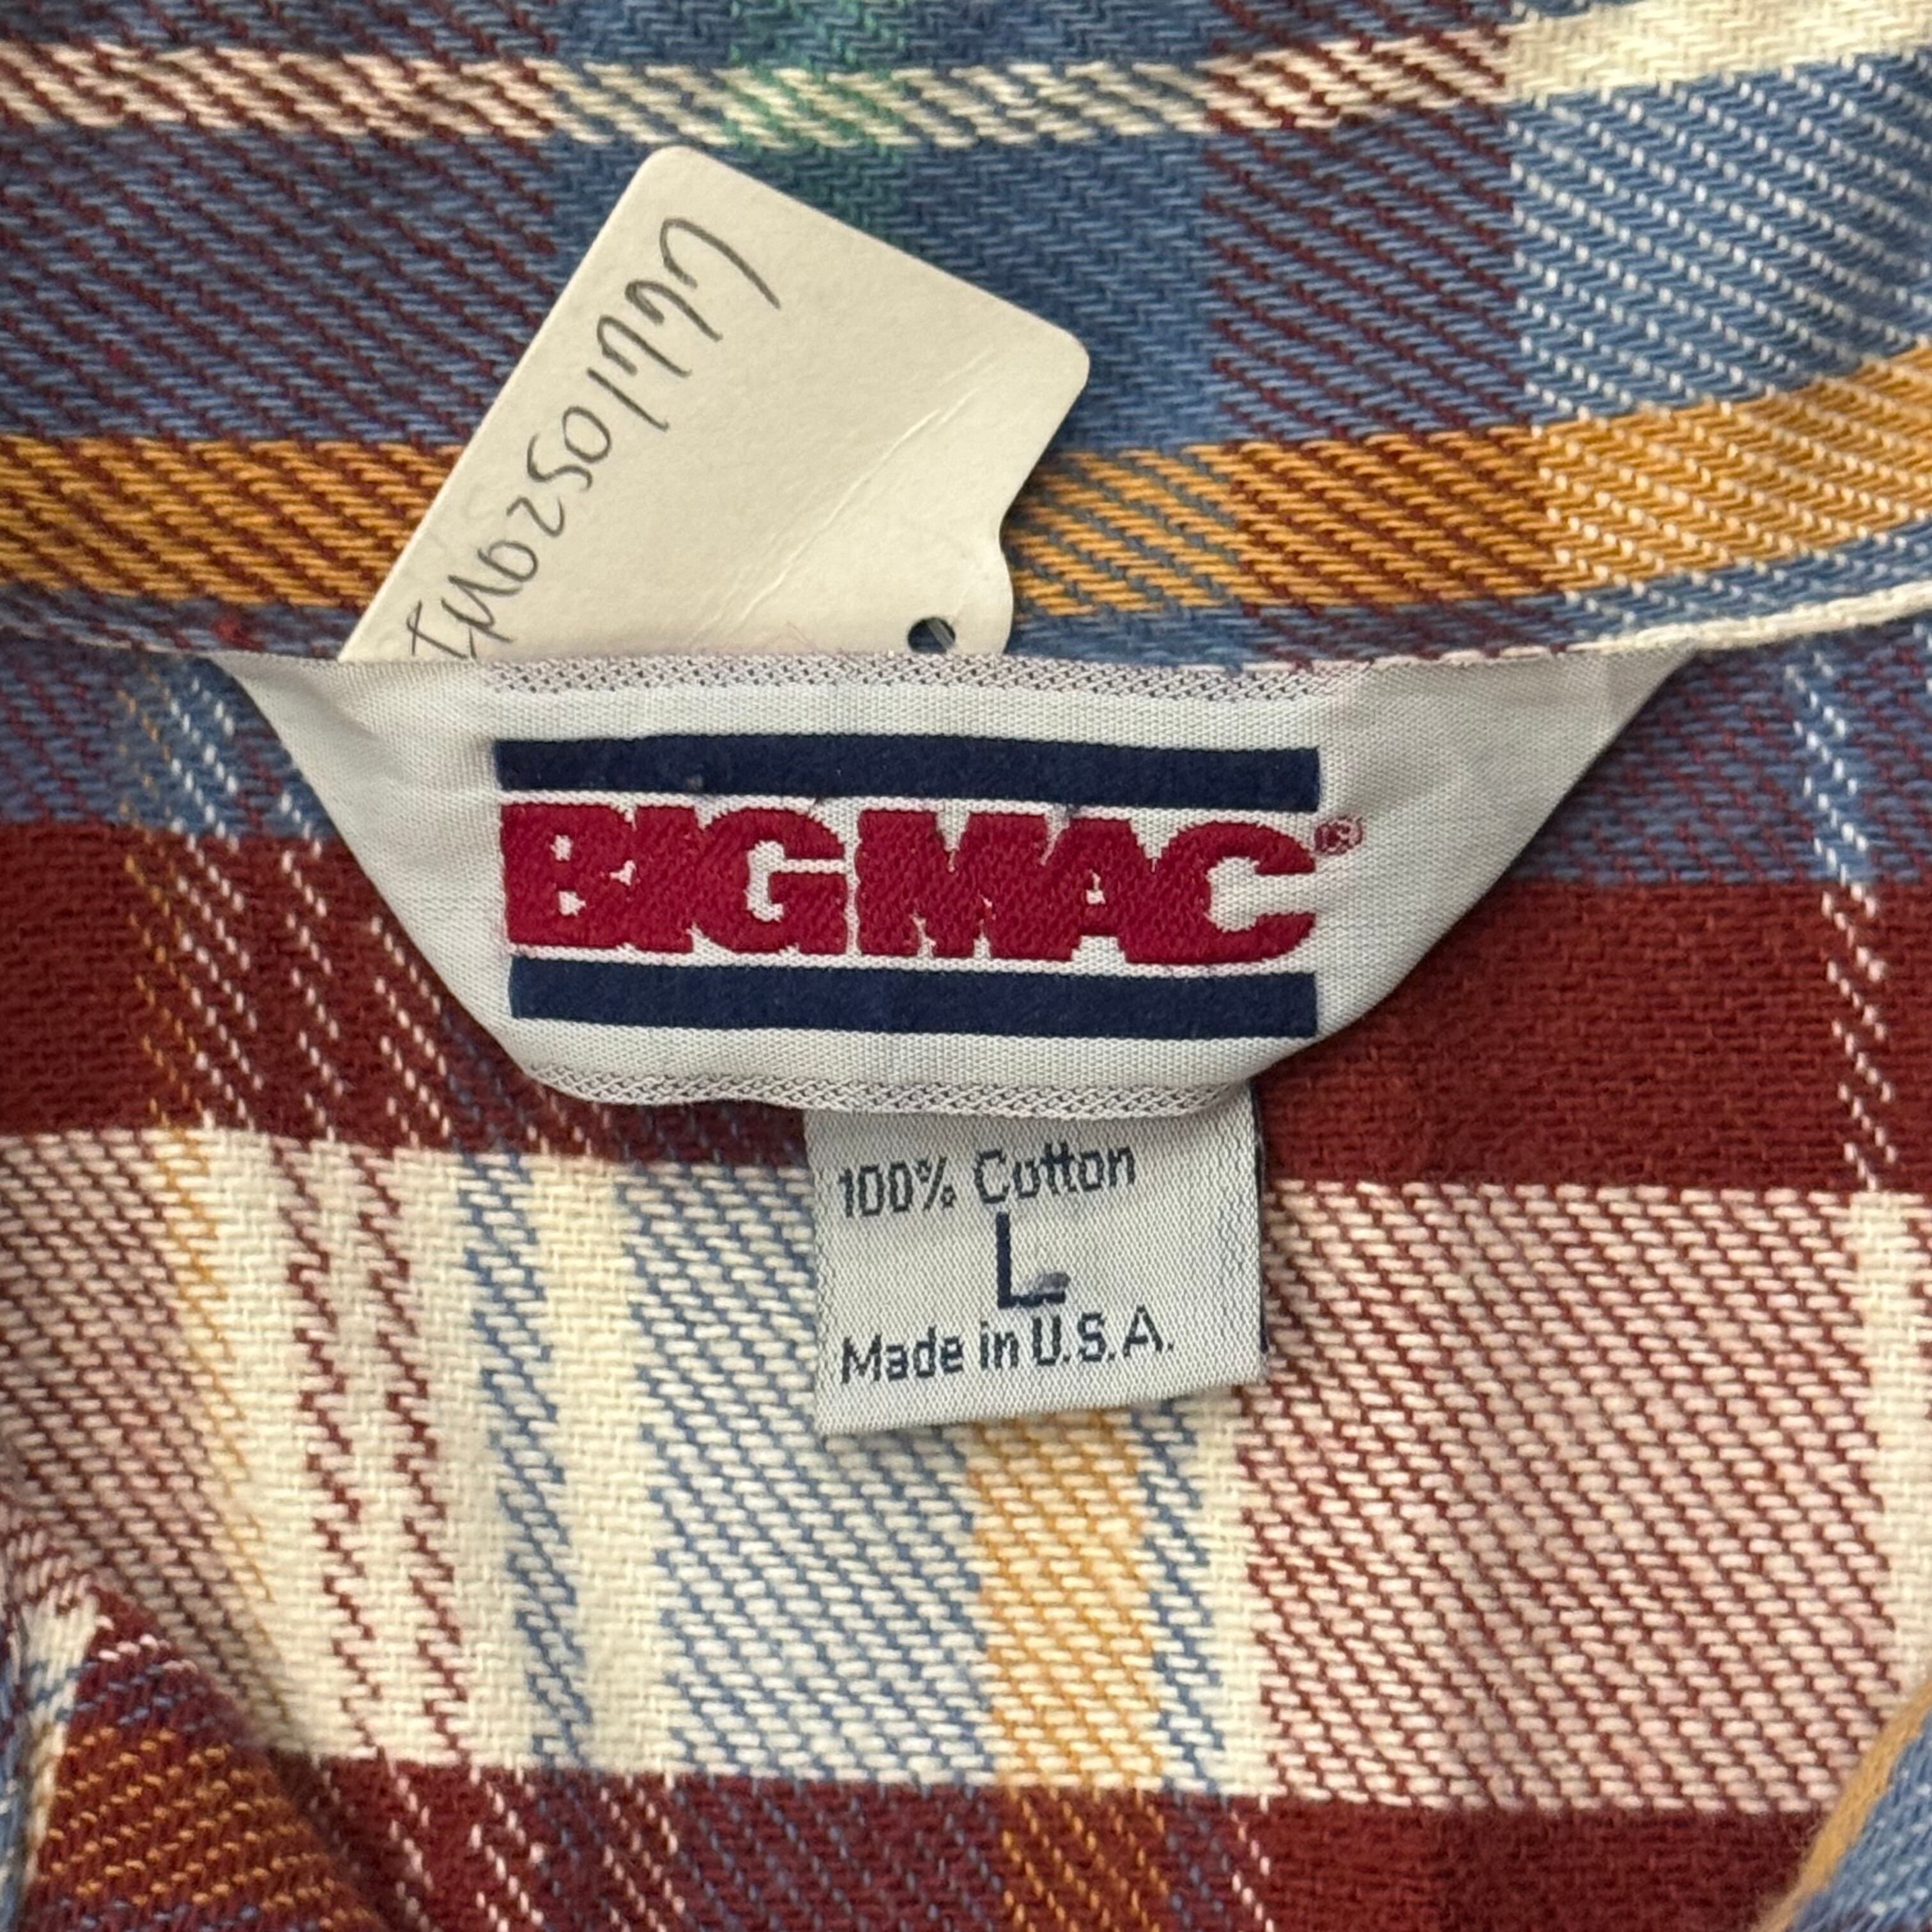 BIG MAC®
100% Cotton
L
Made in U.S.A.